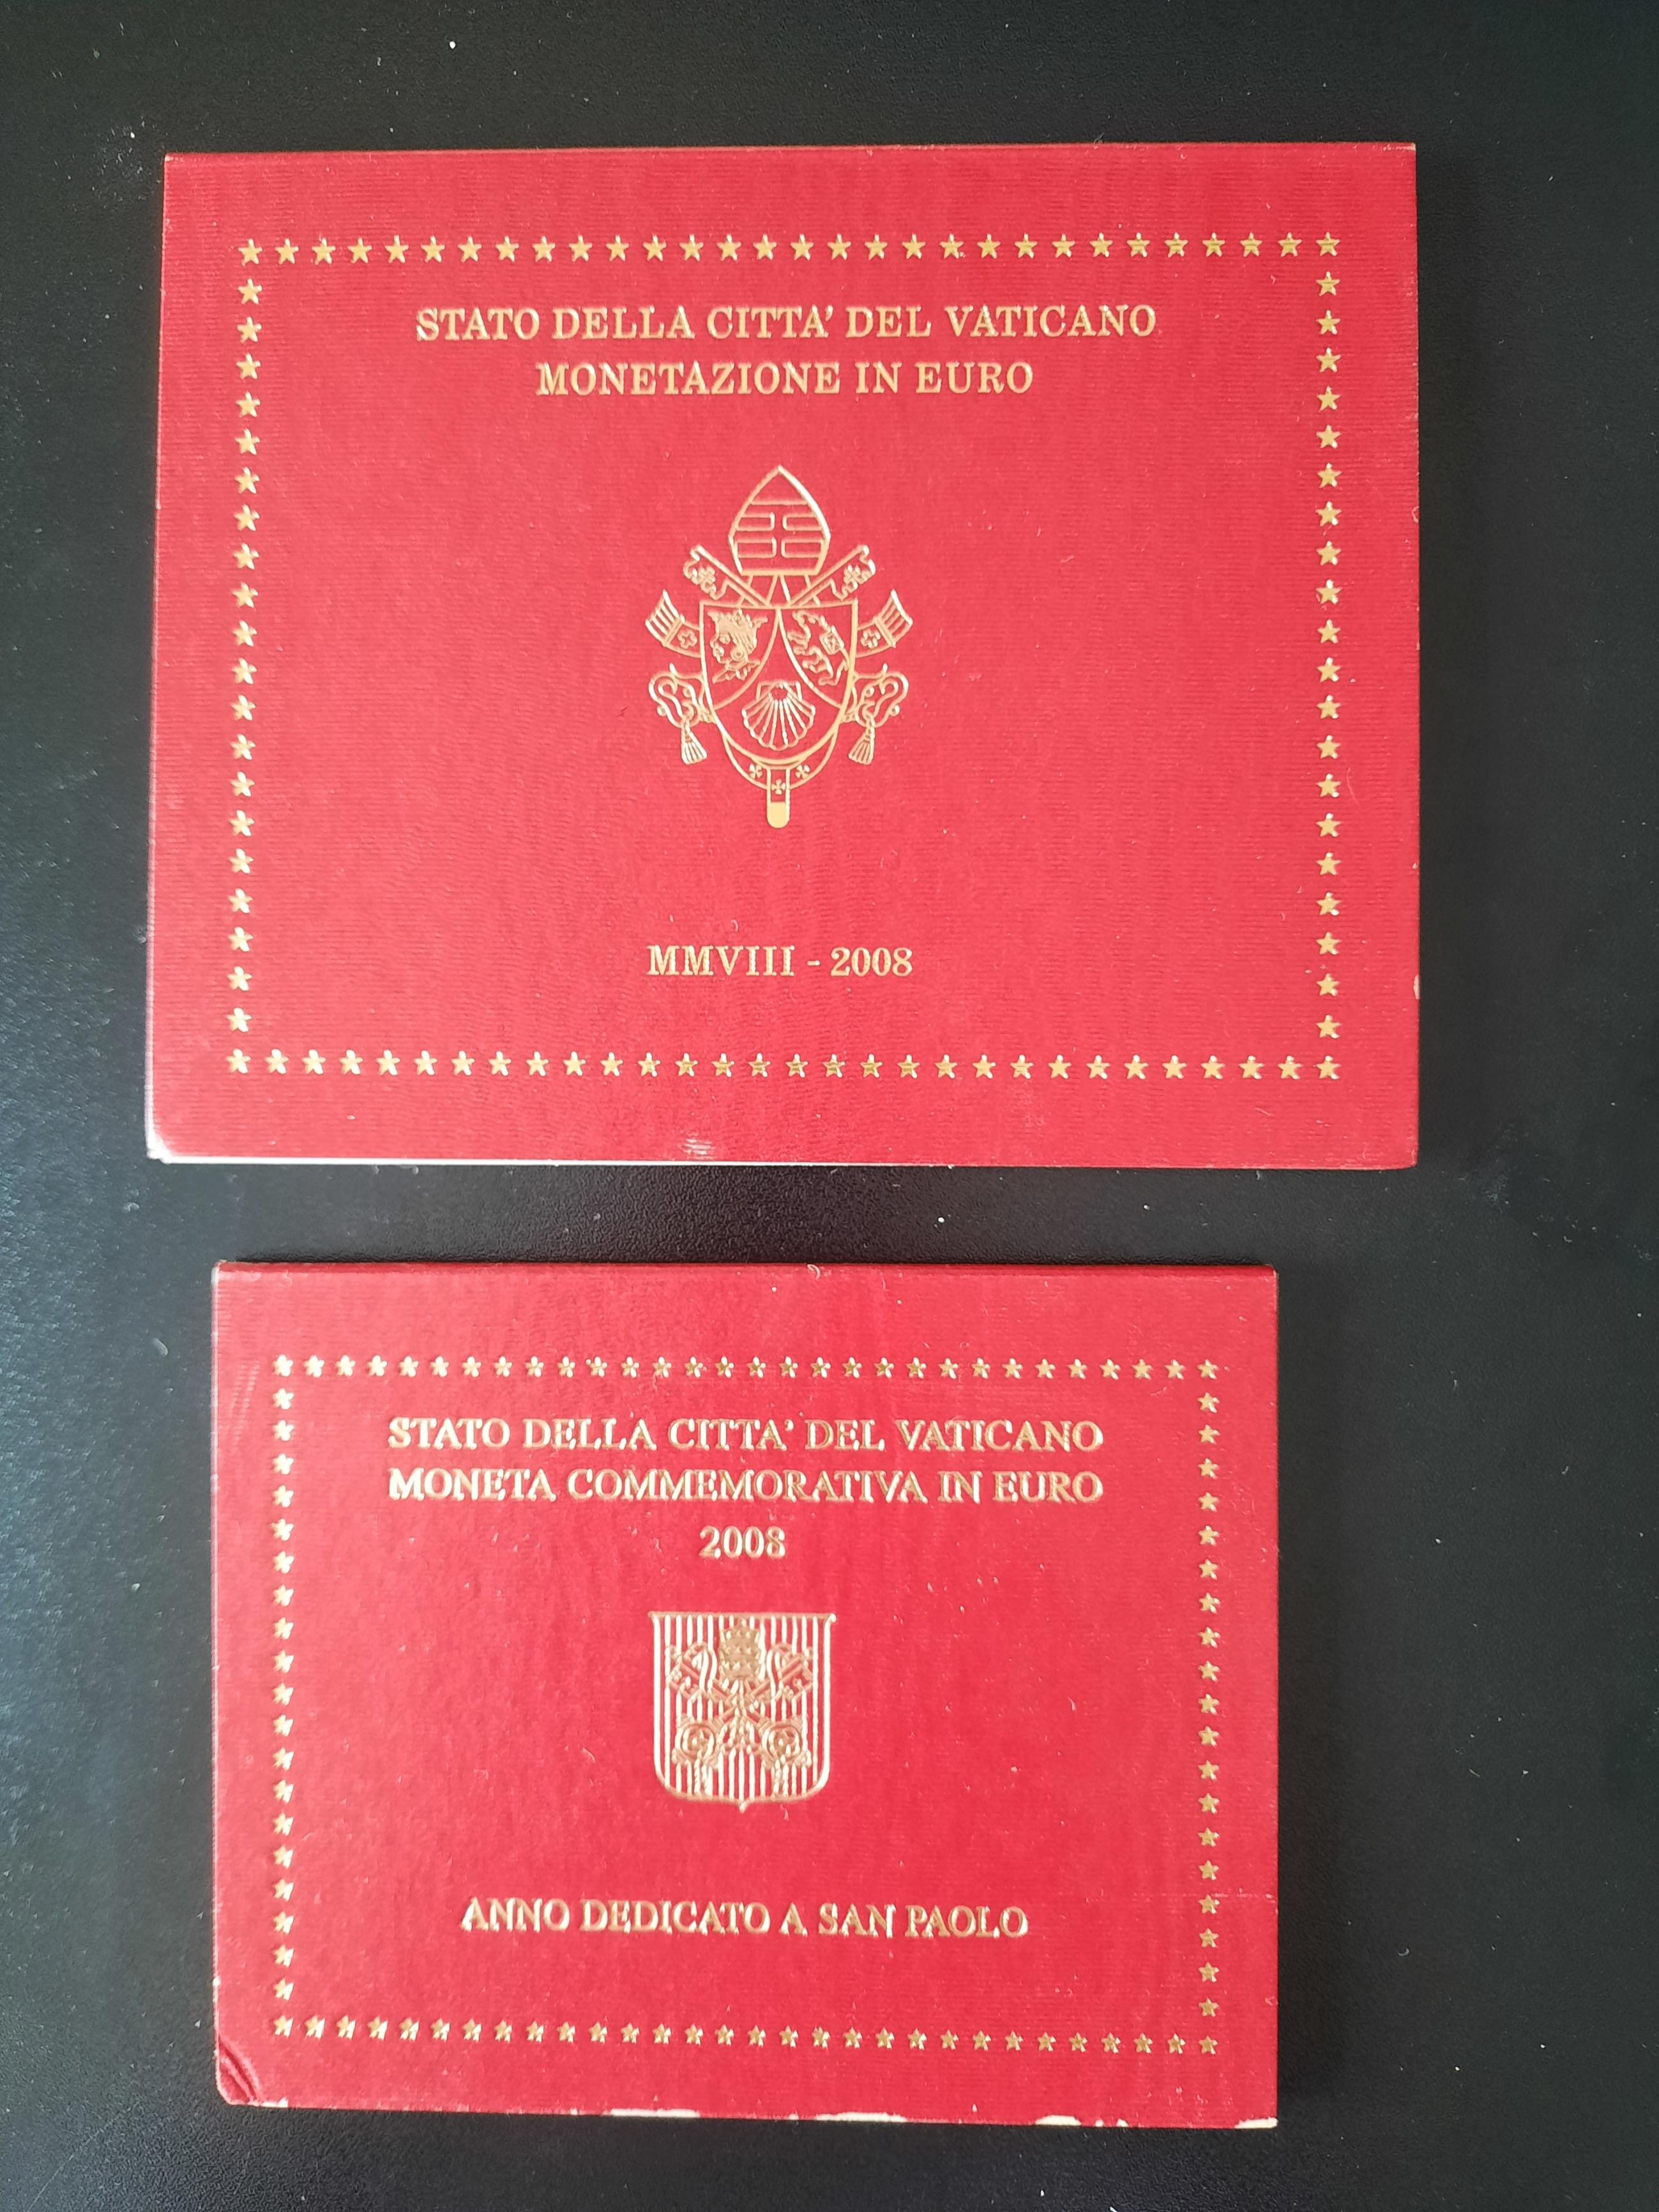 STATO DELLA CITTA' DEL VATICANO
MONETAZIONE IN EURO
MMVIII - 2008
STATO DELLA CITTA' DEL VATICANO
MONETA COMMEMORATIVA IN EURO
2008
ANNO DEDICATO A SAN PAOLO